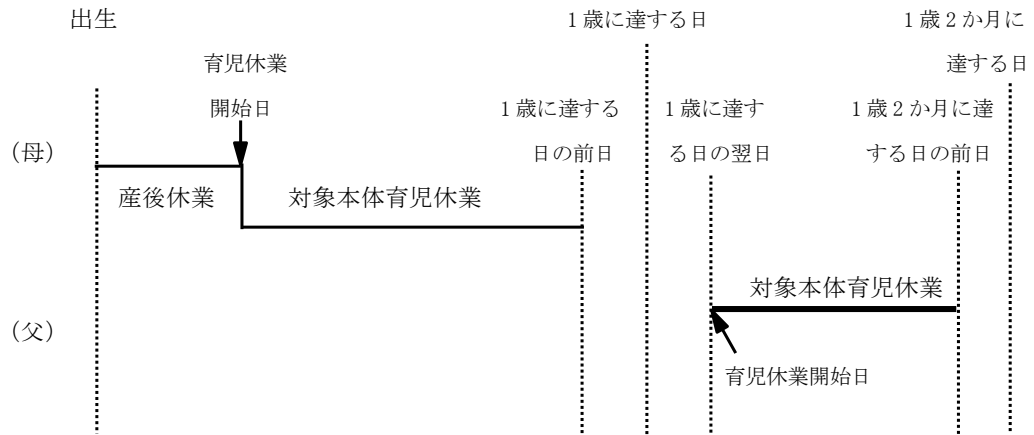 出生
1歳に達する日
1歳2か月に
達する日
育児休業
開始日
1歳に達する
日の前日
1歳に達す
る日の翌日
1歳2か月に達
する日の前日
(母)
産後休業
対象本体育児休業
対象本体育児休業
(父)
育児休業開始日